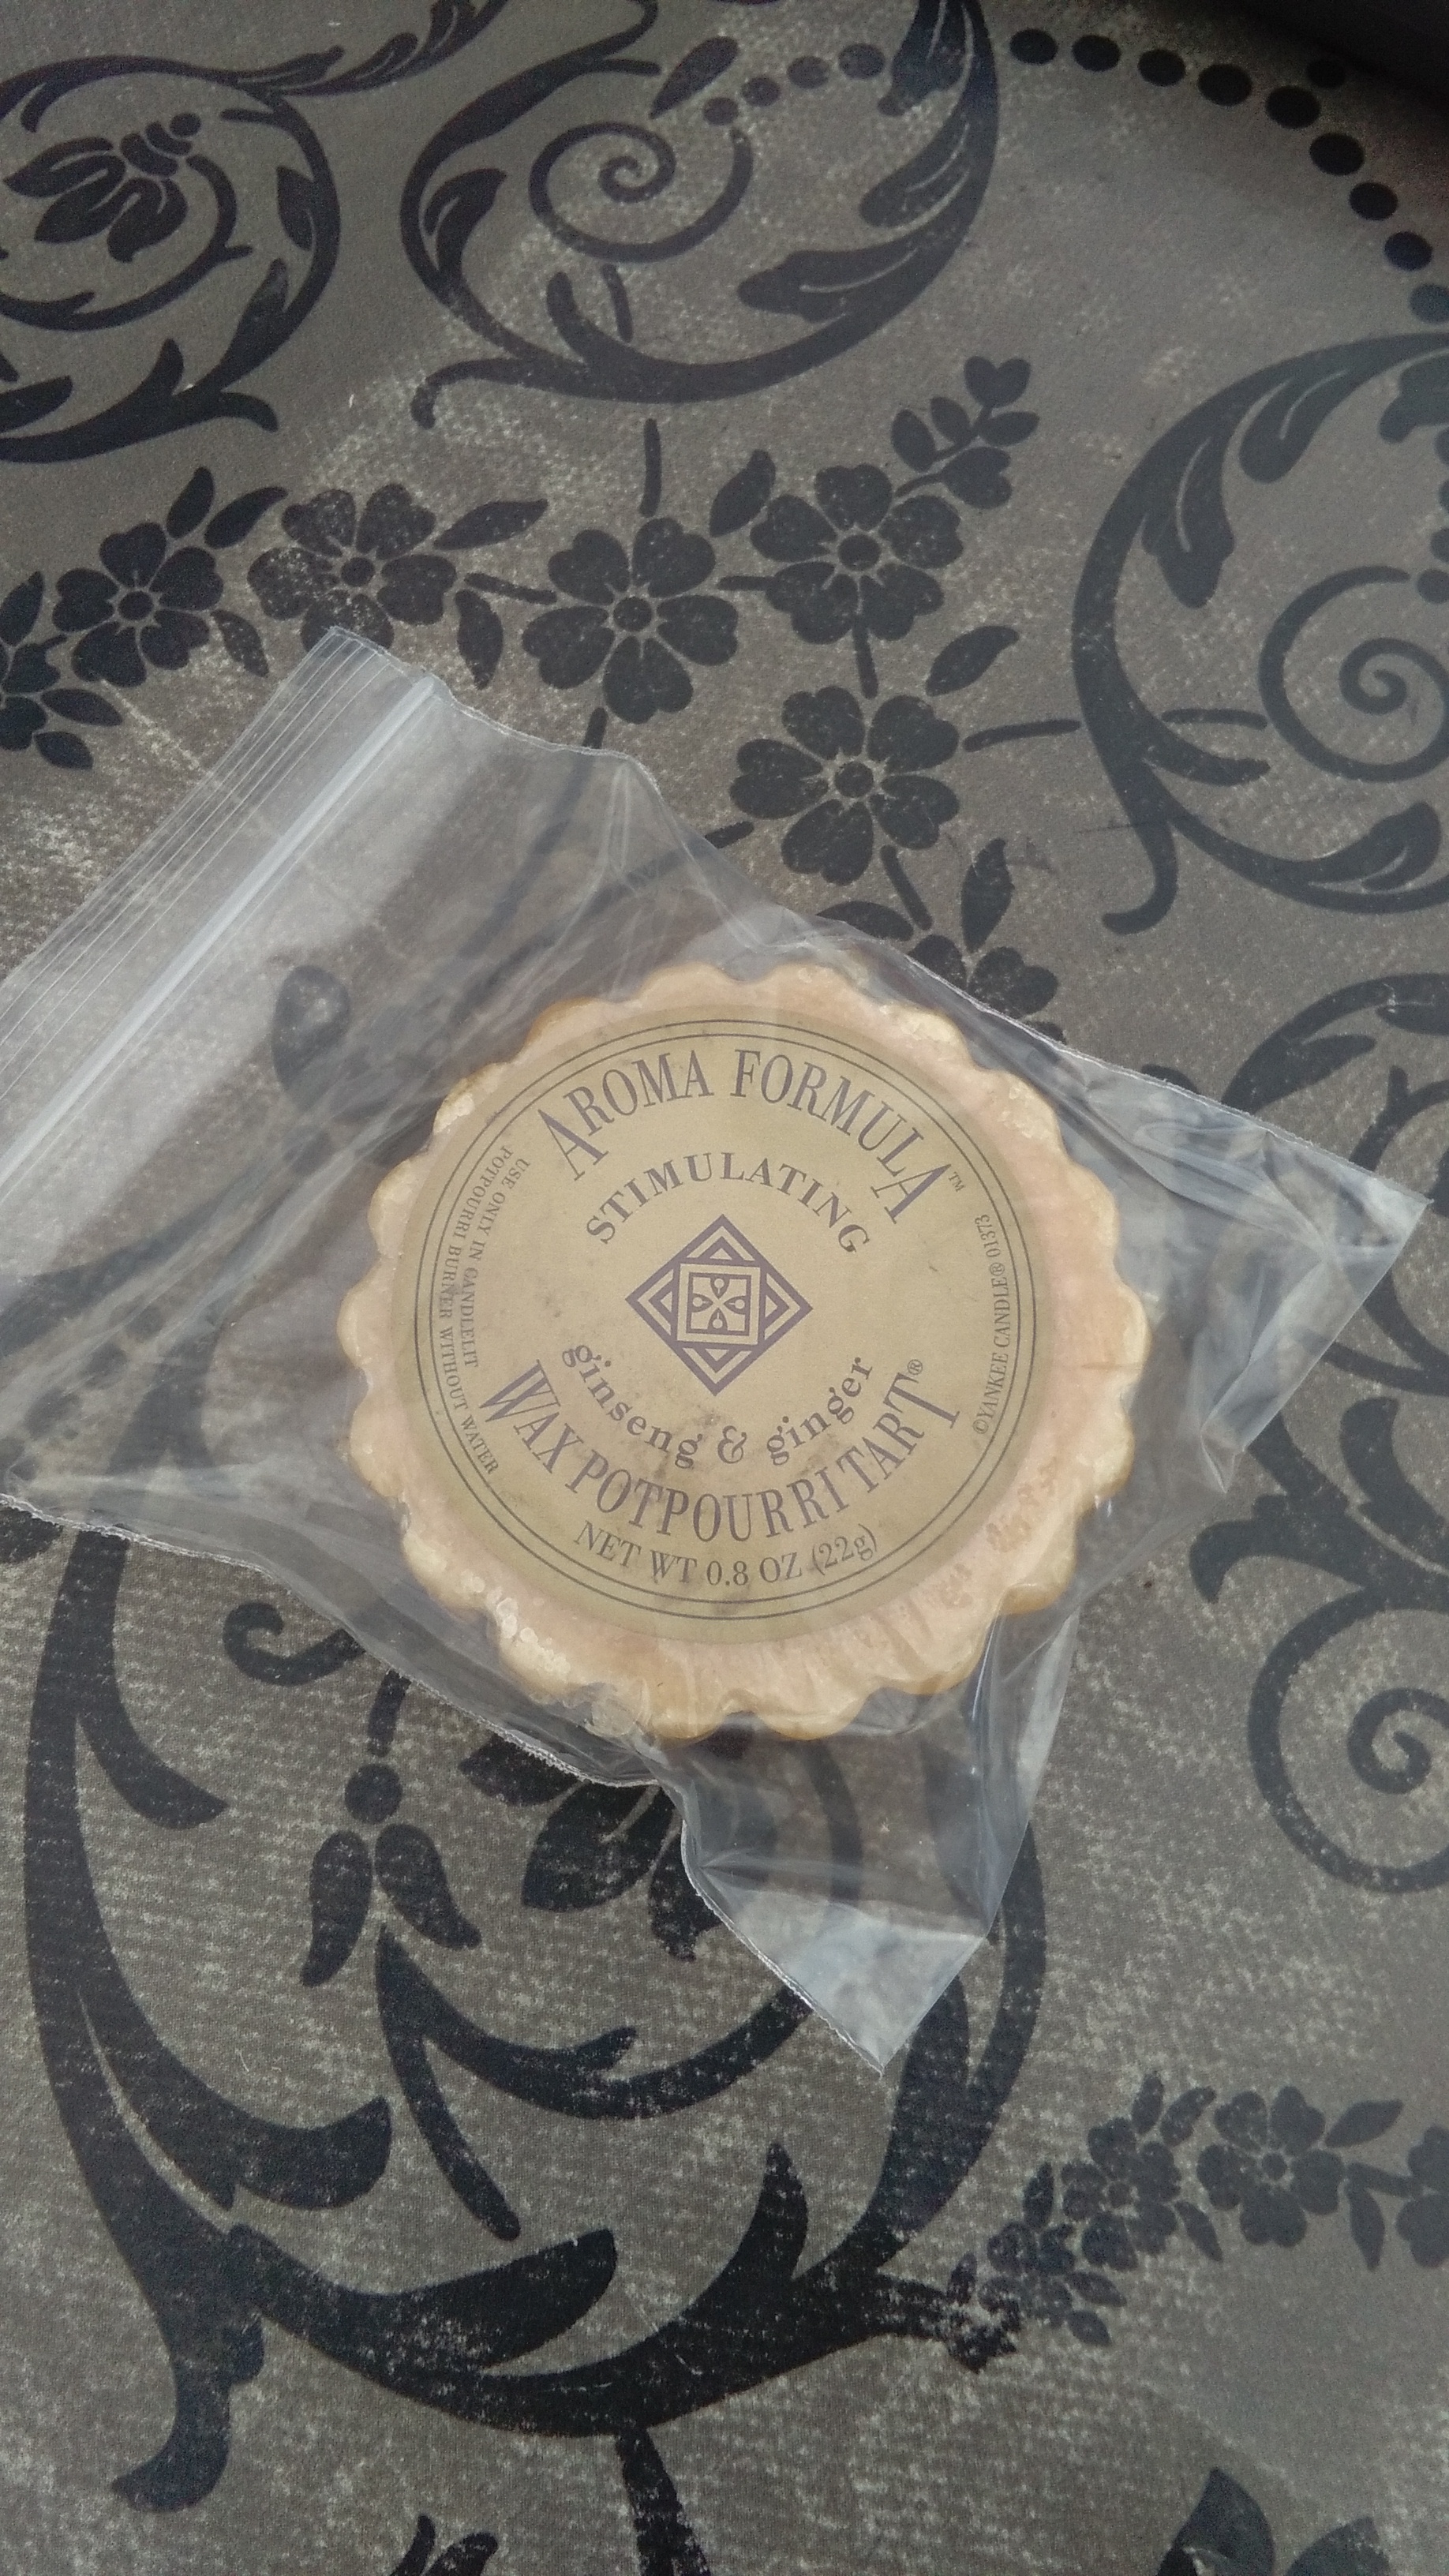 AROMA FORMULA™
STIMULATING
ginseng & ginger
WAX POTPOURRI TART®
NET WT 0.8 OZ (22g)
USE ONLY IN CANDLELIT
POTPOURRI BURNER WITHOUT WATER
©YANKEE CANDLE® 01373